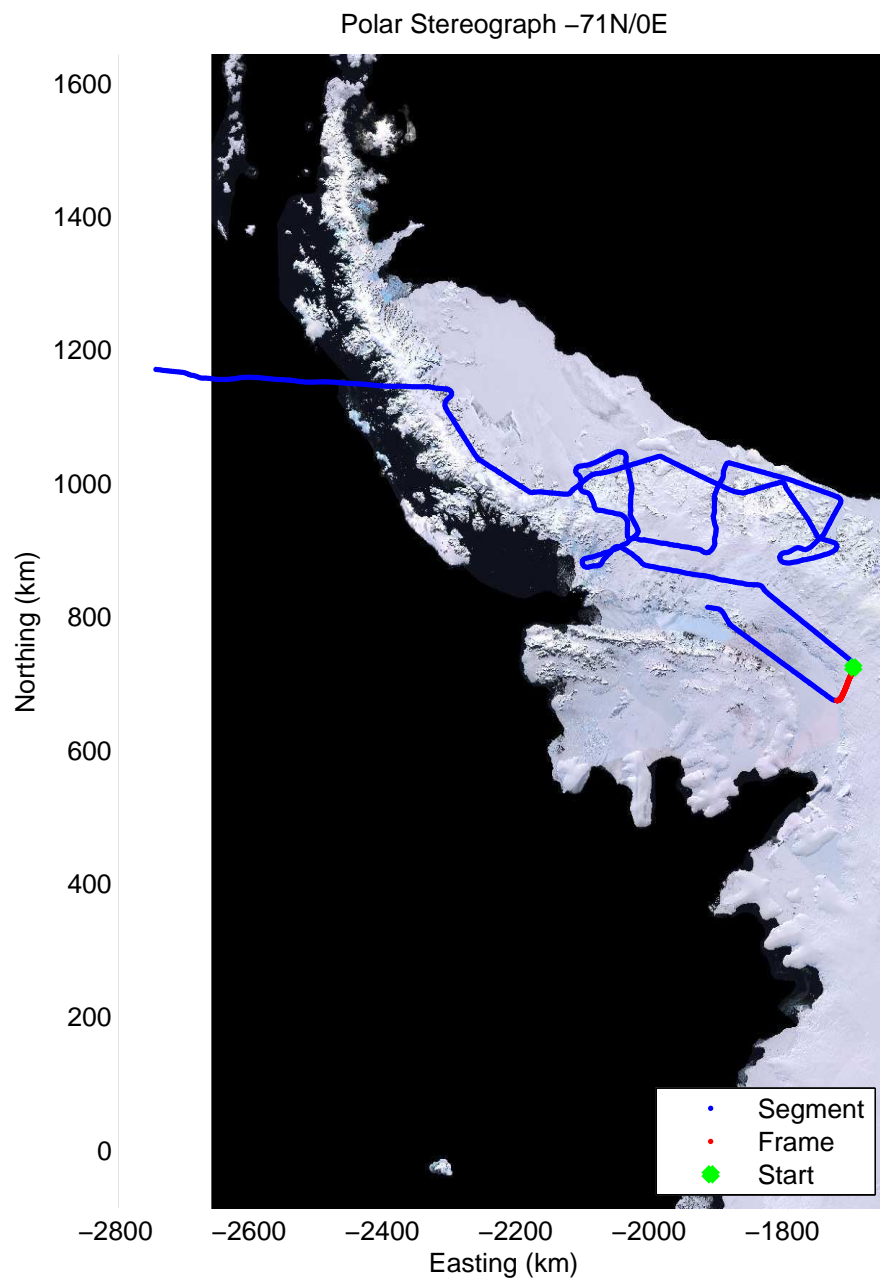 Polar Stereograph −71N/0E
1600
1400
1200
1000
800
600
400
200
0
Northing (km)
−2800 −2600 −2400 −2200 −2000 −1800
Easting (km)
Segment
Frame
Start